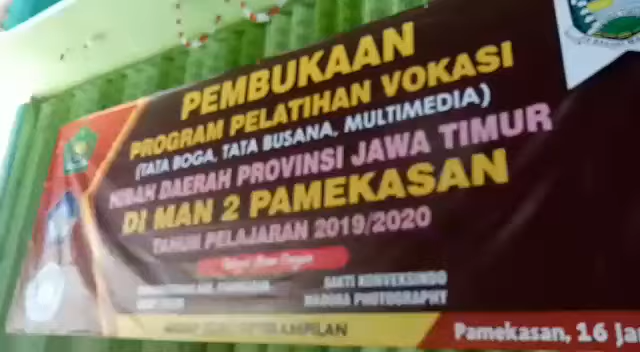 PEMBUKAAN
PROGRAM PELATIHAN VOKASI
(TATA BOGA, TATA BUSANA, MULTIMEDIA)
HIBAH DAERAH PROVINSI JAWA TIMUR
DI MAN 2 PAMEKASAN
TAHUN PELAJARAN 2019/2020
SAKTI KONVEKSINDO
MADURA PHOTOGRAPHY
Pamekasan, 16 Ja